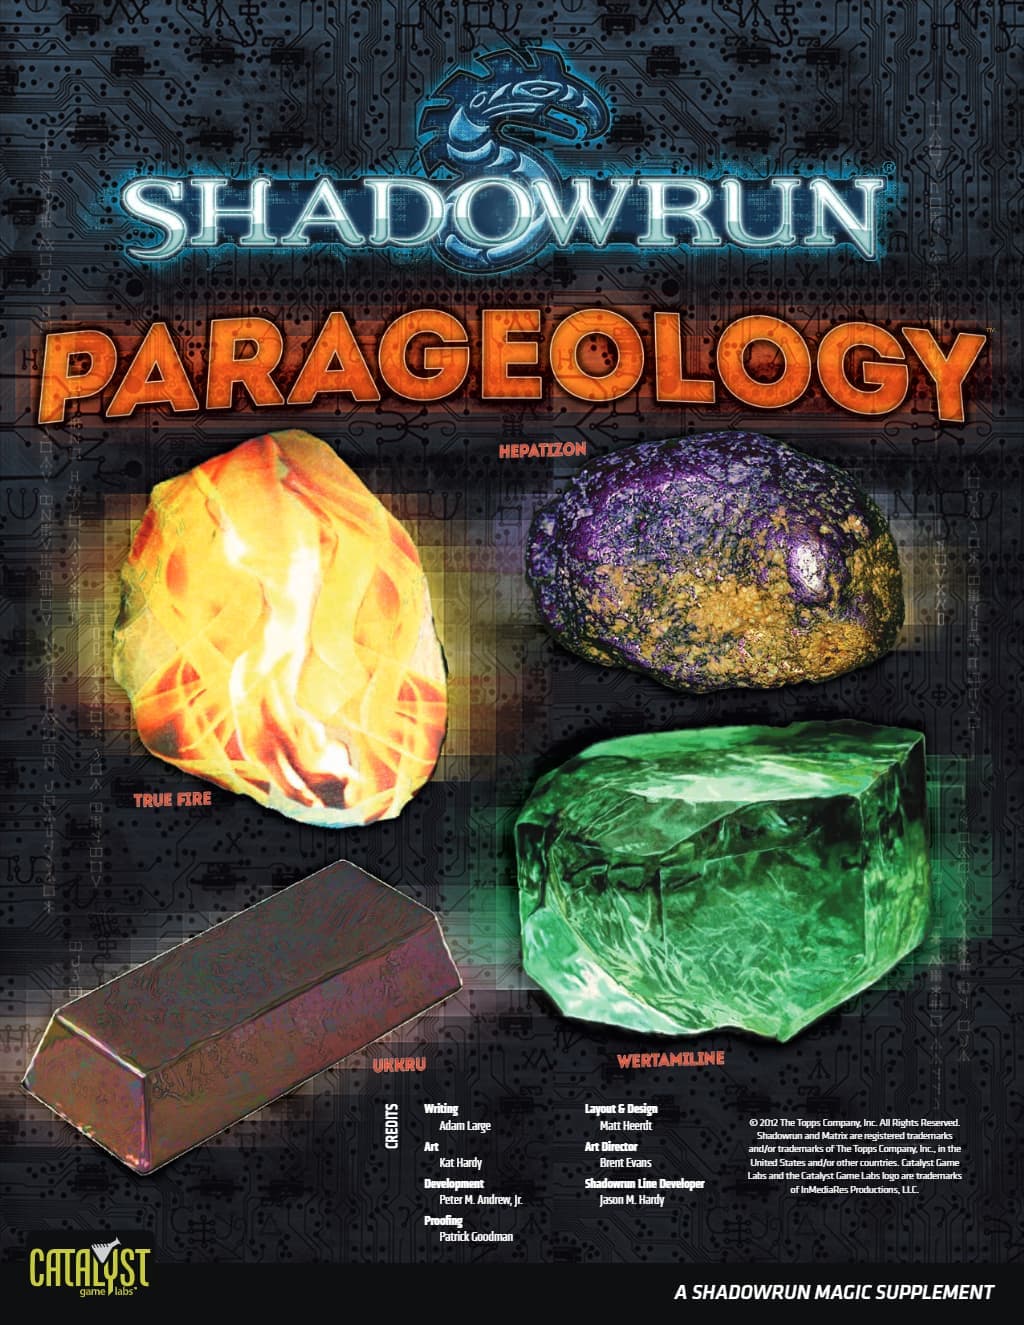 SHADOWRUN®
PARAGEOLOGY™
HEPATIZON
TRUE FIRE
UKKRU
WERTAMILINE
CREDITS
Writing
Adam Large
Art
Kat Hardy
Development
Peter M. Andrew, Jr.
Proofing
Patrick Goodman
Layout & Design
Matt Heerdt
Art Director
Brent Evans
Shadowrun Line Developer
Jason M. Hardy
© 2012 The Topps Company, Inc. All Rights Reserved.
Shadowrun and Matrix are registered trademarks
and/or trademarks of The Topps Company, Inc., in the
United States and/or other countries. Catalyst Game
Labs and the Catalyst Game Labs logo are trademarks
of InMediaRes Productions, LLC.
CATALYST
game labs
A SHADOWRUN MAGIC SUPPLEMENT